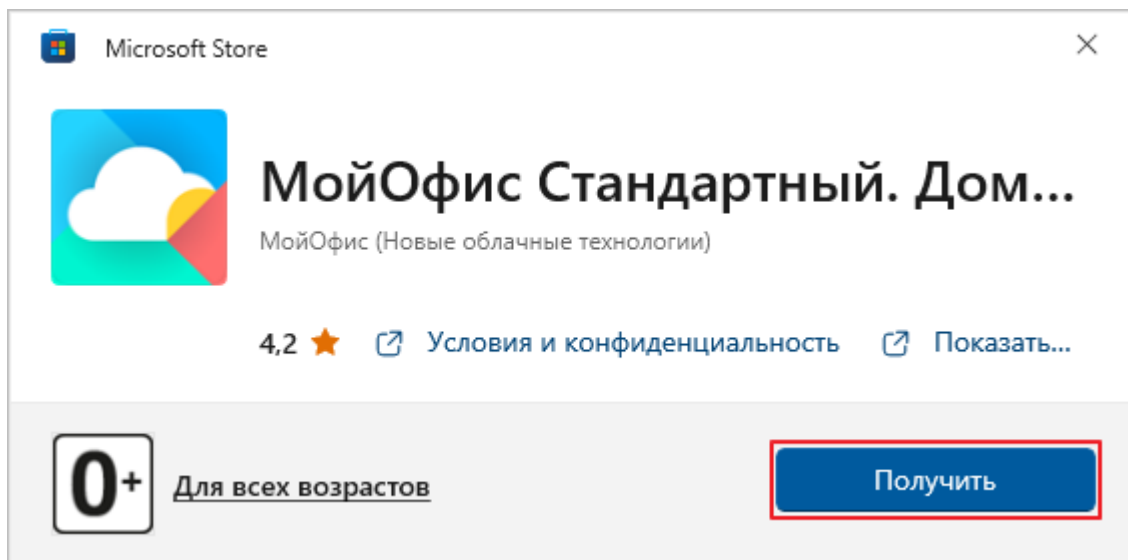 Microsoft Store
МойОфис Стандартный. Дом...
МойОфис (Новые облачные технологии)
4,2 Условия и конфиденциальность Показать...
0+ Для всех возрастов Получить